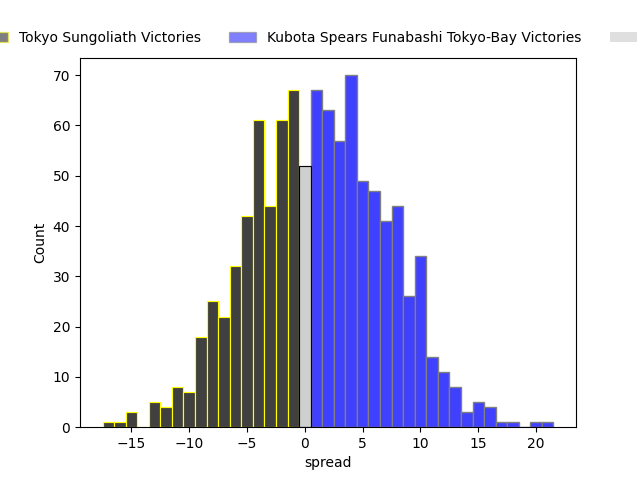 Tokyo Sungoliath Victories Kubota Spears Funabashi Tokyo-Bay Victories
70
60
50
40
30
20
10
0
Count
−15 −10 −5 0 5 10 15 20
spread